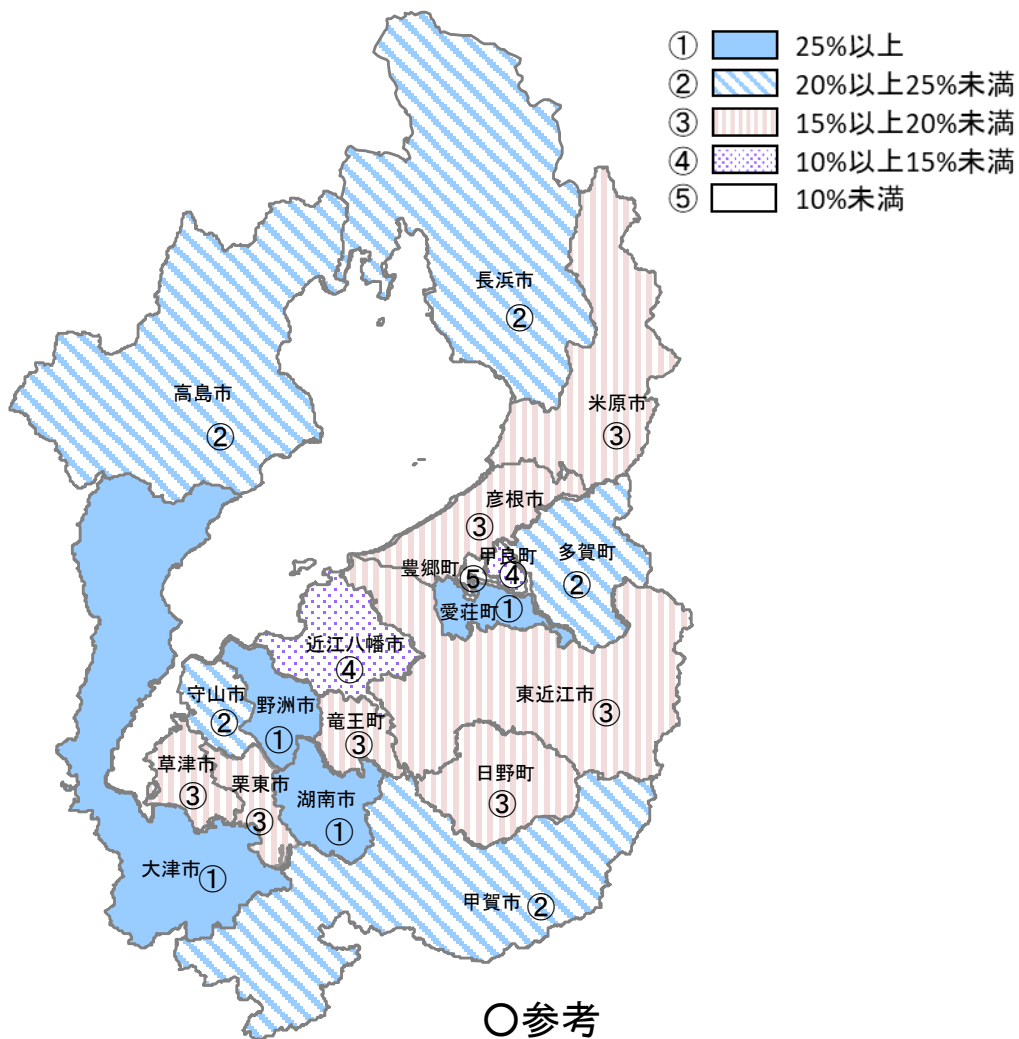 ① 25%以上
② 20%以上25%未満
③ 15%以上20%未満
④ 10%以上15%未満
⑤ 10%未満
長浜市
②
高島市
②
米原市
③
彦根市
③
甲良町
④
多賀町
②
豊郷町
⑤
愛荘町 ①
近江八幡市
④
守山市
②
野洲市
①
竜王町
③
東近江市
③
草津市
③
栗東市
③
湖南市
①
日野町
③
大津市 ①
甲賀市 ②
〇参考